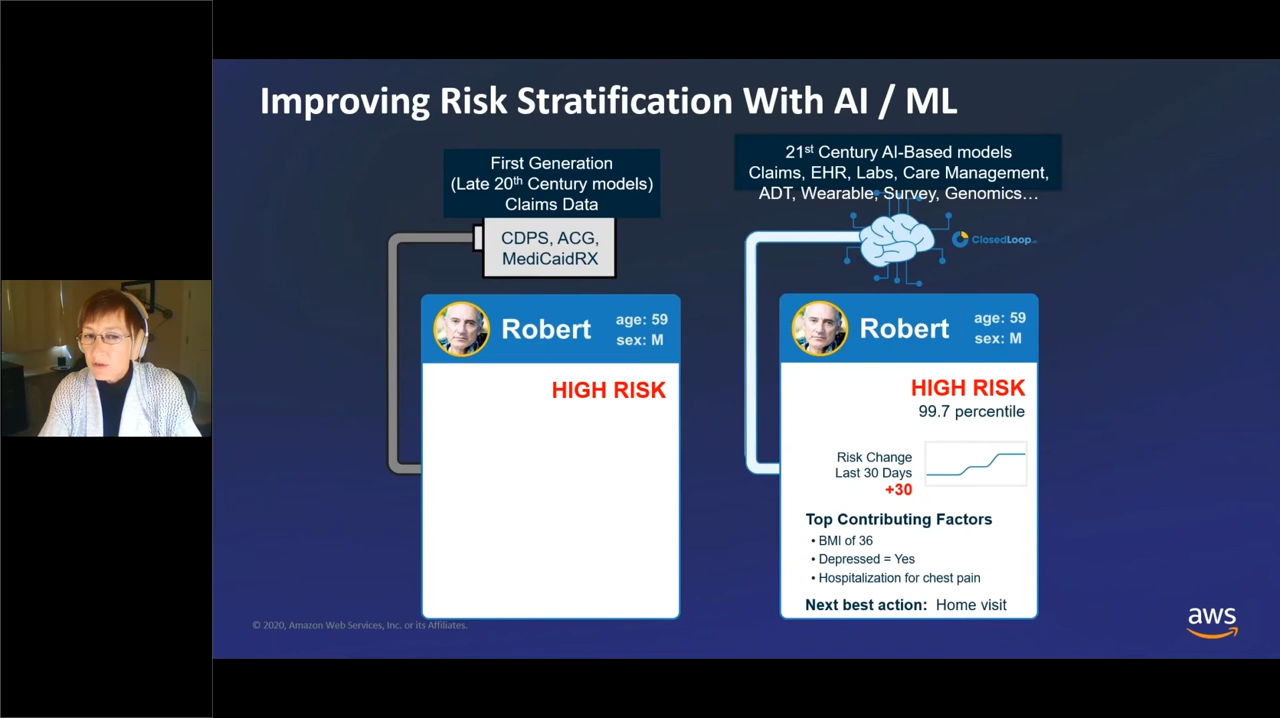 Improving Risk Stratification With AI / ML
First Generation
(Late 20th Century models)
Claims Data
CDPS, ACG,
MediCaidRX
Robert
age: 59
sex: M
HIGH RISK
21st Century AI-Based models
Claims, EHR, Labs, Care Management,
ADT, Wearable, Survey, Genomics…
ClosedLoop
Robert
age: 59
sex: M
HIGH RISK
99.7 percentile
Risk Change
Last 30 Days
+30
Top Contributing Factors
• BMI of 36
• Depressed = Yes
• Hospitalization for chest pain
Next best action: Home visit
© 2020, Amazon Web Services, Inc. or its Affiliates.
aws